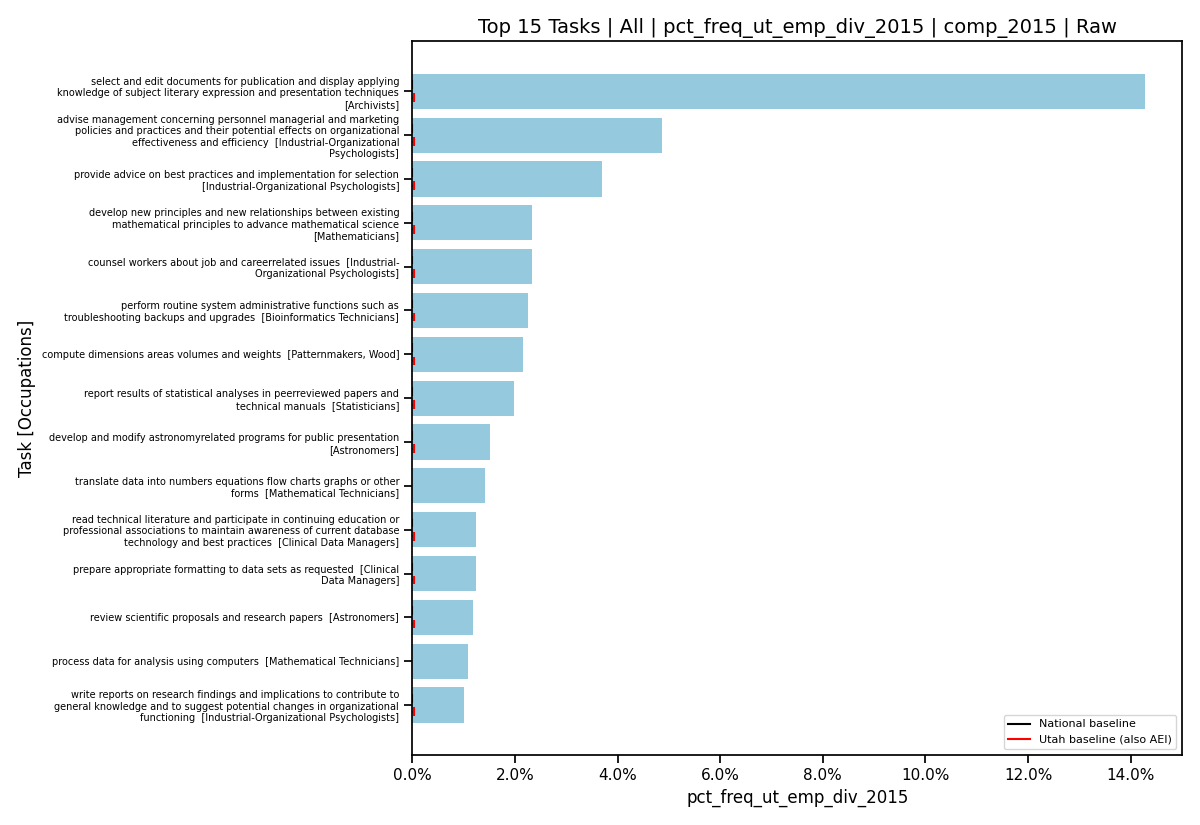 Top 15 Tasks | All | pct_freq_ut_emp_div_2015 | comp_2015 | Raw
Task [Occupations]
select and edit documents for publication and display applying
knowledge of subject literary expression and presentation techniques
[Archivists]
advise management concerning personnel managerial and marketing
policies and practices and their potential effects on organizational
effectiveness and efficiency  [Industrial-Organizational
Psychologists]
provide advice on best practices and implementation for selection
[Industrial-Organizational Psychologists]
develop new principles and new relationships between existing
mathematical principles to advance mathematical science
[Mathematicians]
counsel workers about job and careerrelated issues  [Industrial-
Organizational Psychologists]
perform routine system administrative functions such as
troubleshooting backups and upgrades  [Bioinformatics Technicians]
compute dimensions areas volumes and weights  [Patternmakers, Wood]
report results of statistical analyses in peerreviewed papers and
technical manuals  [Statisticians]
develop and modify astronomyrelated programs for public presentation
[Astronomers]
translate data into numbers equations flow charts graphs or other
forms  [Mathematical Technicians]
read technical literature and participate in continuing education or
professional associations to maintain awareness of current database
technology and best practices  [Clinical Data Managers]
prepare appropriate formatting to data sets as requested  [Clinical
Data Managers]
review scientific proposals and research papers  [Astronomers]
process data for analysis using computers  [Mathematical Technicians]
write reports on research findings and implications to contribute to
general knowledge and to suggest potential changes in organizational
functioning  [Industrial-Organizational Psychologists]
National baseline
Utah baseline (also AEI)
0.0% 2.0% 4.0% 6.0% 8.0% 10.0% 12.0% 14.0%
pct_freq_ut_emp_div_2015